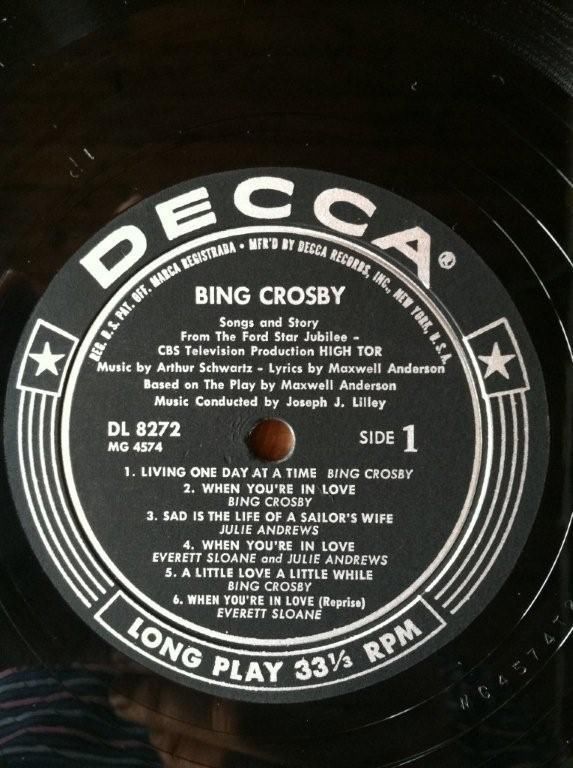 DECCA®
REG. U.S. PAT. OFF. MARCA REGISTRADA • MFR'D BY DECCA RECORDS, INC., NEW YORK, U.S.A.
BING CROSBY
Songs and Story
From The Ford Star Jubilee -
CBS Television Production HIGH TOR
Music by Arthur Schwartz - Lyrics by Maxwell Anderson
Based on The Play by Maxwell Anderson
Music Conducted by Joseph J. Lilley
DL 8272
MG 4574
SIDE 1
1. LIVING ONE DAY AT A TIME BING CROSBY
2. WHEN YOU'RE IN LOVE
BING CROSBY
3. SAD IS THE LIFE OF A SAILOR'S WIFE
JULIE ANDREWS
4. WHEN YOU'RE IN LOVE
EVERETT SLOANE and JULIE ANDREWS
5. A LITTLE LOVE A LITTLE WHILE
BING CROSBY
6. WHEN YOU'RE IN LOVE (Reprise)
EVERETT SLOANE
LONG PLAY 33⅓ RPM